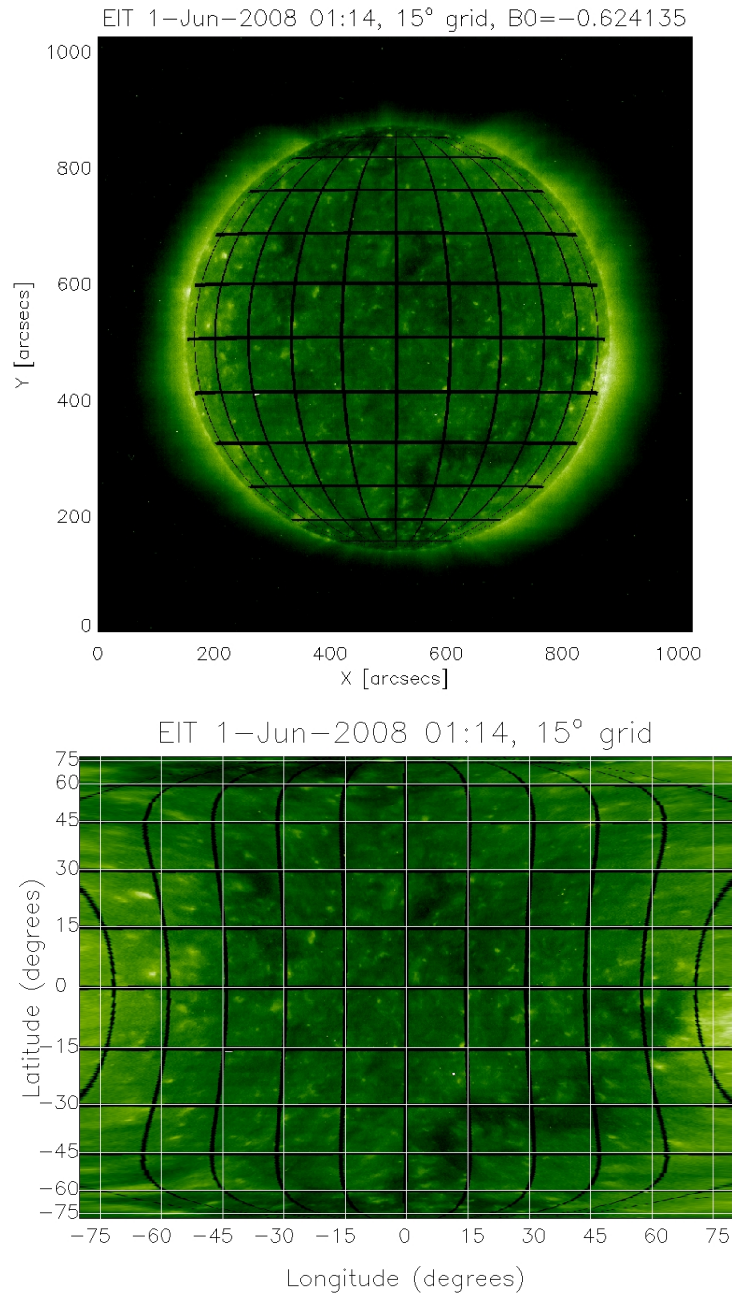 EIT 1-Jun-2008 01:14, 15° grid, B0=-0.624135
1000
800
600
400
200
0
Y [arcsecs]
0 200 400 600 800 1000
X [arcsecs]
EIT 1-Jun-2008 01:14, 15° grid
75
60
45
30
15
0
-15
-30
-45
-60
-75
Latitude (degrees)
-75 -60 -45 -30 -15 0 15 30 45 60 75
Longitude (degrees)